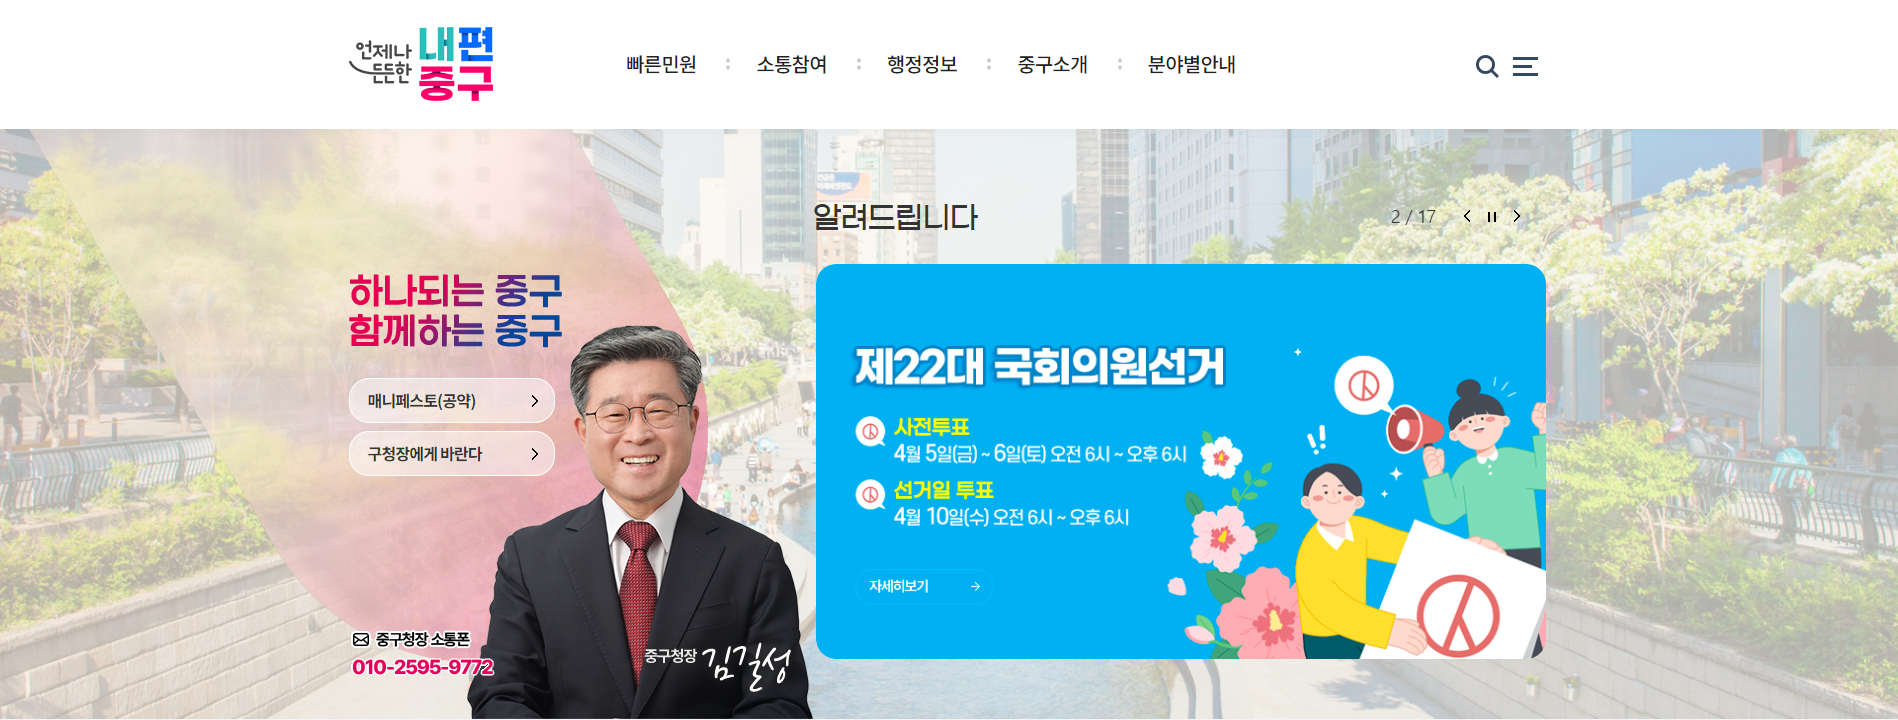 언제나
든든한
내편
중구
빠른민원
소통참여
행정정보
중구소개
분야별안내
알려드립니다
2 / 17
하나되는 중구
함께하는 중구
매니페스토(공약)
구청장에게 바란다
중구청장 소통폰
010-2595-9772
중구청장 김길성
제22대 국회의원선거
사전투표
4월 5일(금) ~ 6일(토) 오전 6시 ~ 오후 6시
선거일 투표
4월 10일(수) 오전 6시 ~ 오후 6시
자세히보기